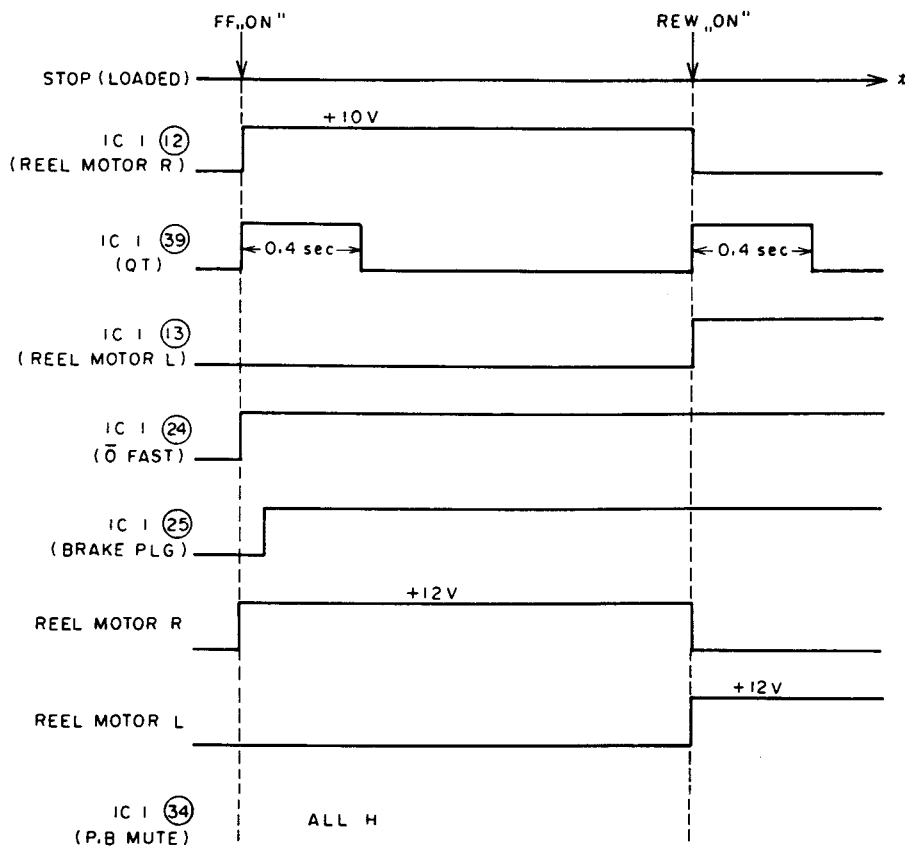 FF„ON"
REW„ON"
STOP (LOADED)
t
+10V
IC 1 ⑫
(REEL MOTOR R)
IC 1 ㊴
(QT)
0.4 sec
0.4 sec
IC 1 ⑬
(REEL MOTOR L)
IC 1 ㉔
(Ō FAST)
IC 1 ㉕
(BRAKE PLG)
+12V
REEL MOTOR R
+12V
REEL MOTOR L
IC 1 ㉞
(P.B MUTE)
ALL H